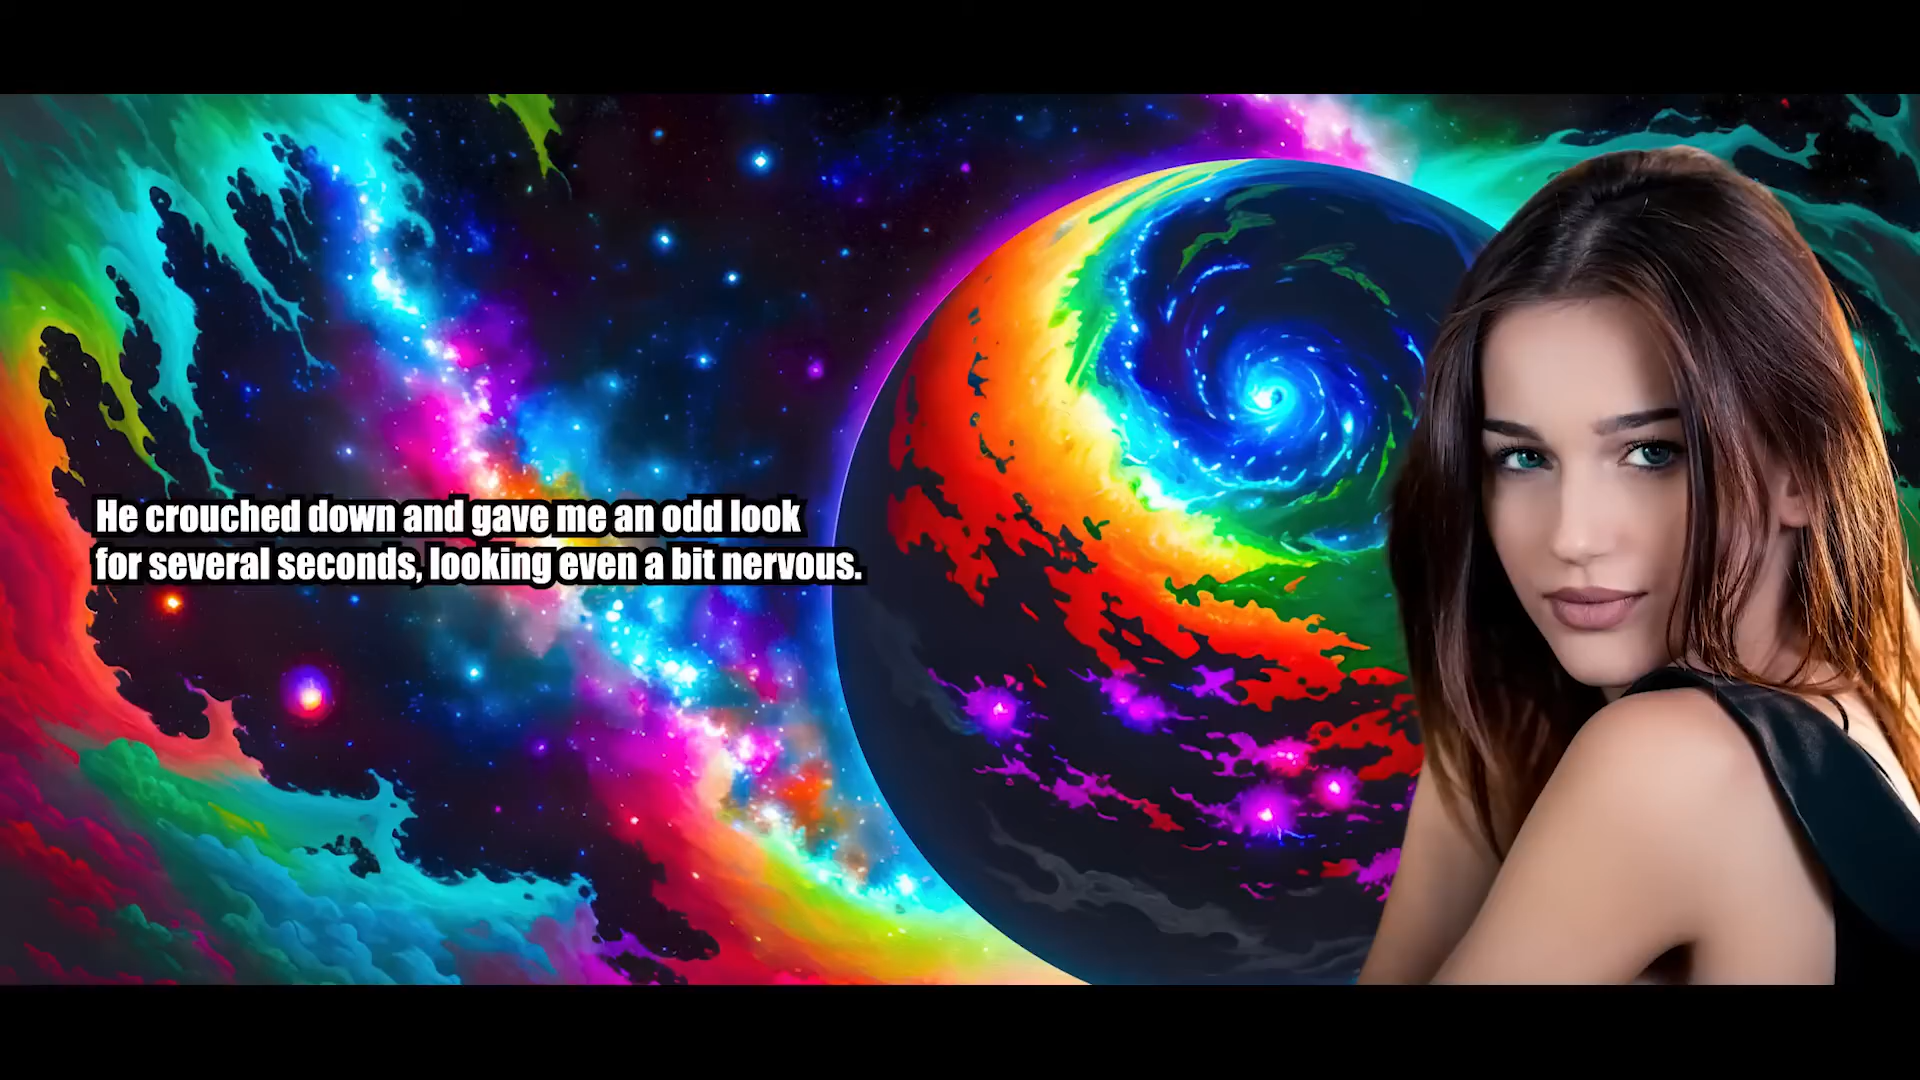 He crouched down and gave me an odd look
for several seconds, looking even a bit nervous.